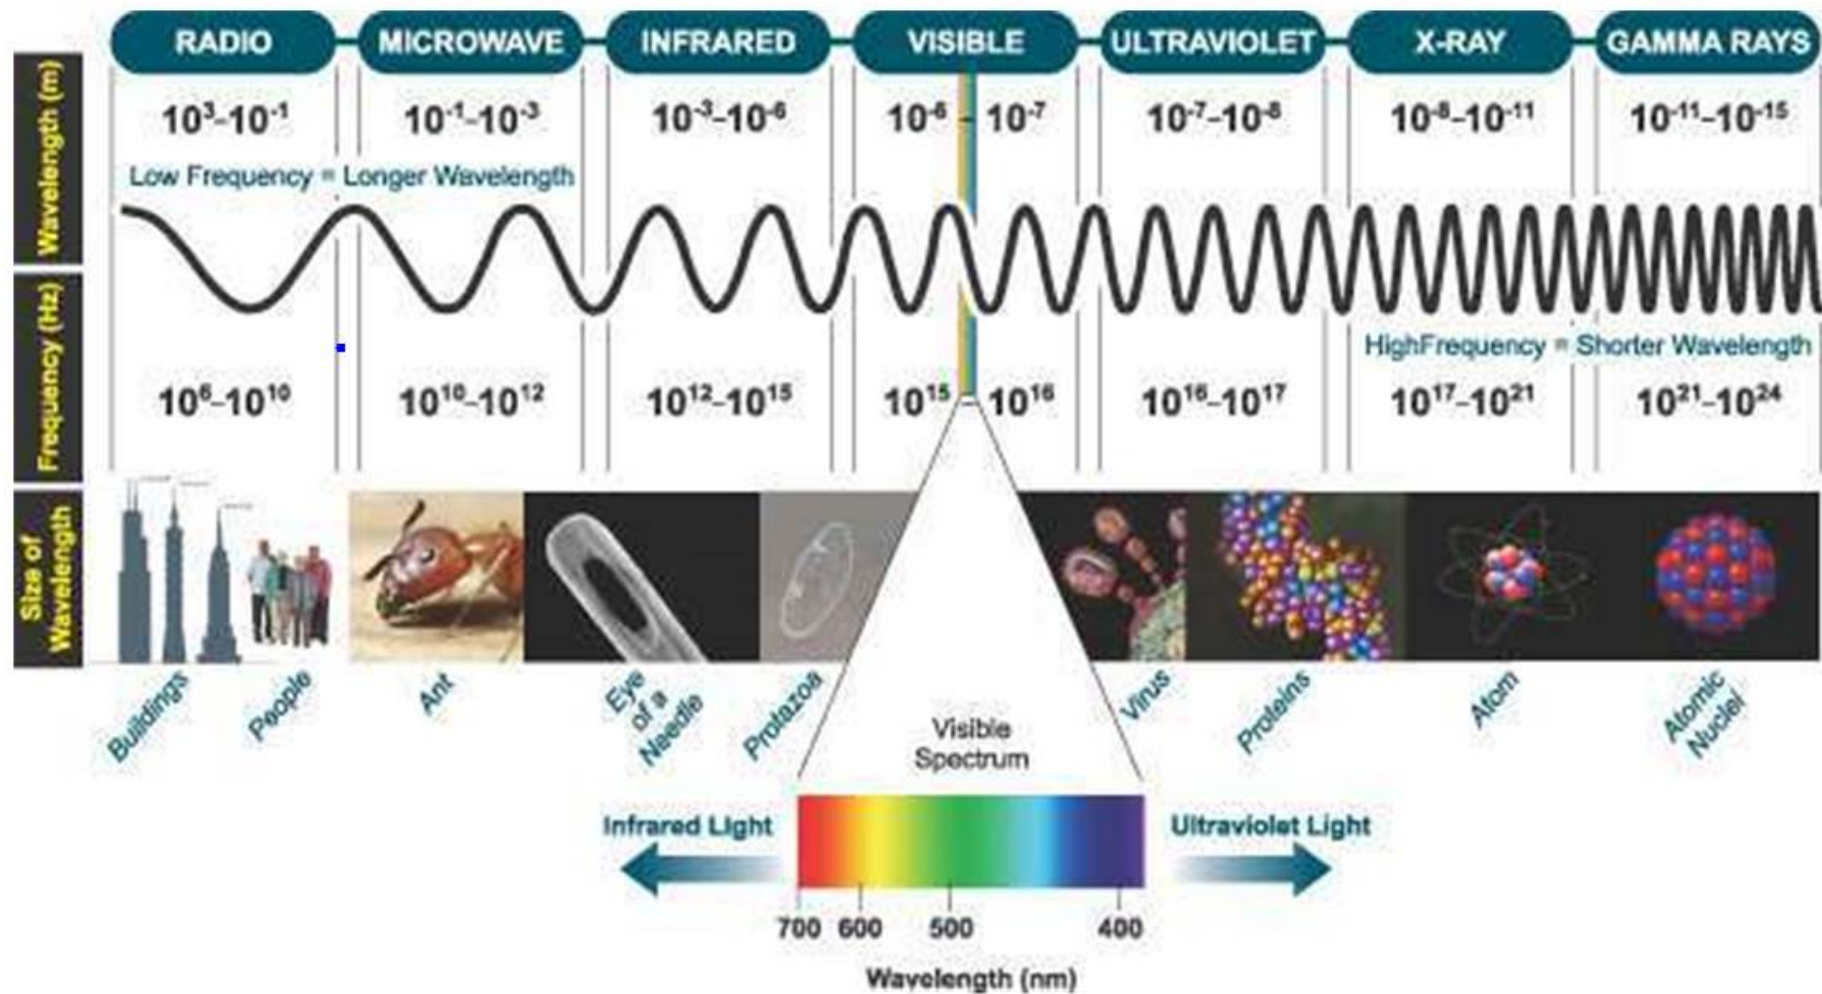 RADIO MICROWAVE INFRARED VISIBLE ULTRAVIOLET X-RAY GAMMA RAYS
Wavelength (m)
10³-10⁻¹ 10⁻¹-10⁻³ 10⁻³-10⁻⁶ 10⁻⁶ - 10⁻⁷ 10⁻⁷-10⁻⁸ 10⁻⁸-10⁻¹¹ 10⁻¹¹-10⁻¹⁵
Low Frequency = Longer Wavelength
Frequency (Hz)
HighFrequency = Shorter Wavelength
10⁶-10¹⁰ 10¹⁰-10¹² 10¹²-10¹⁵ 10¹⁵ - 10¹⁶ 10¹⁶-10¹⁷ 10¹⁷-10²¹ 10²¹-10²⁴
Size of
Wavelength
Buildings
People
Ant
Eye
of a
Needle
Protazoa
Virus
Proteins
Atom
Atomic
Nuclei
Visible
Spectrum
Infrared Light
Ultraviolet Light
700 600 500 400
Wavelength (nm)